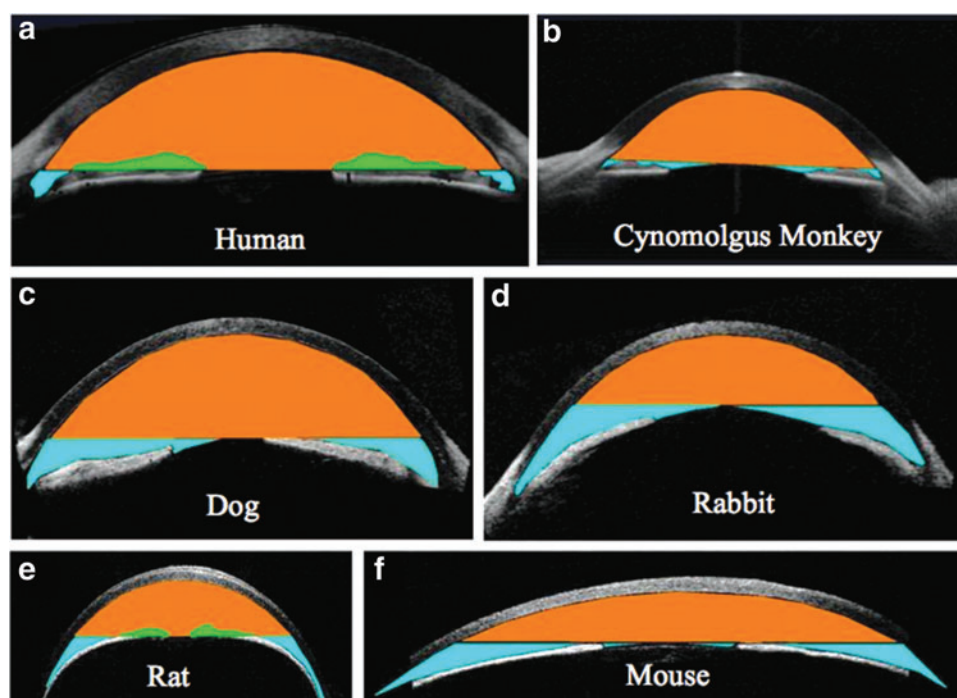 a
Human
b
Cynomolgus Monkey
c
Dog
d
Rabbit
e
Rat
f
Mouse